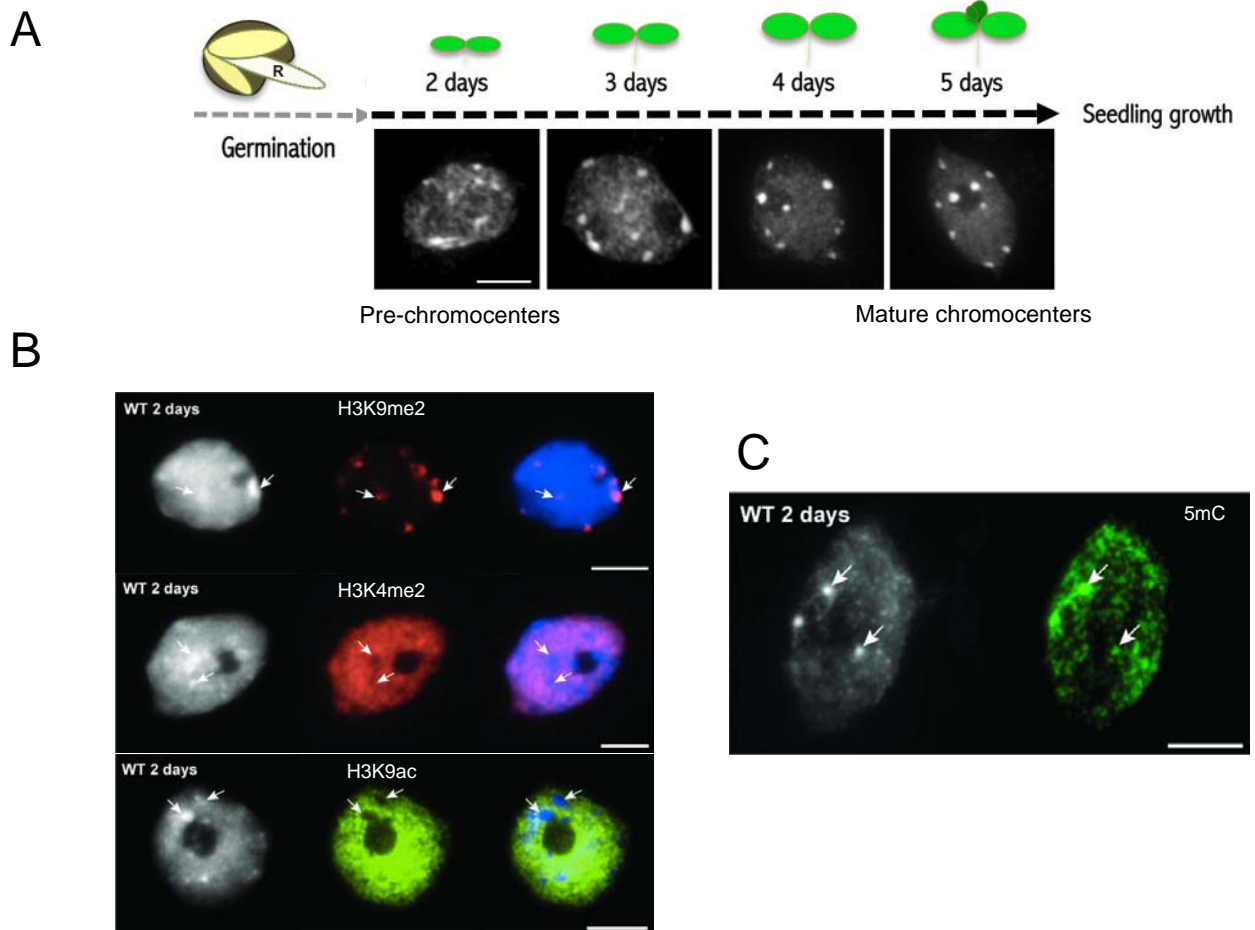 A
R
2 days
3 days
4 days
5 days
Germination
Seedling growth
Pre-chromocenters
Mature chromocenters
B
WT 2 days
H3K9me2
WT 2 days
H3K4me2
WT 2 days
H3K9ac
C
WT 2 days
5mC